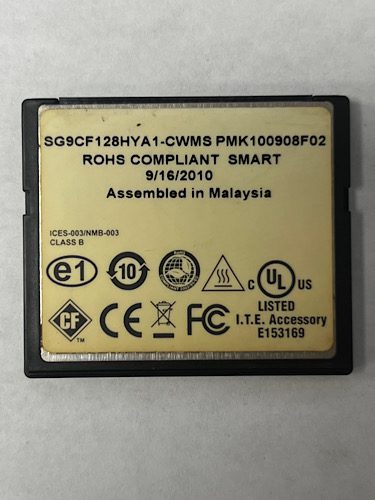 SG9CF128HYA1-CWMS PMK100908F02
ROHS COMPLIANT SMART
9/16/2010
Assembled in Malaysia
ICES-003/NMB-003
CLASS B
e1
10
C UL US
LISTED
I.T.E. Accessory
E153169
CF TM
CE
FC